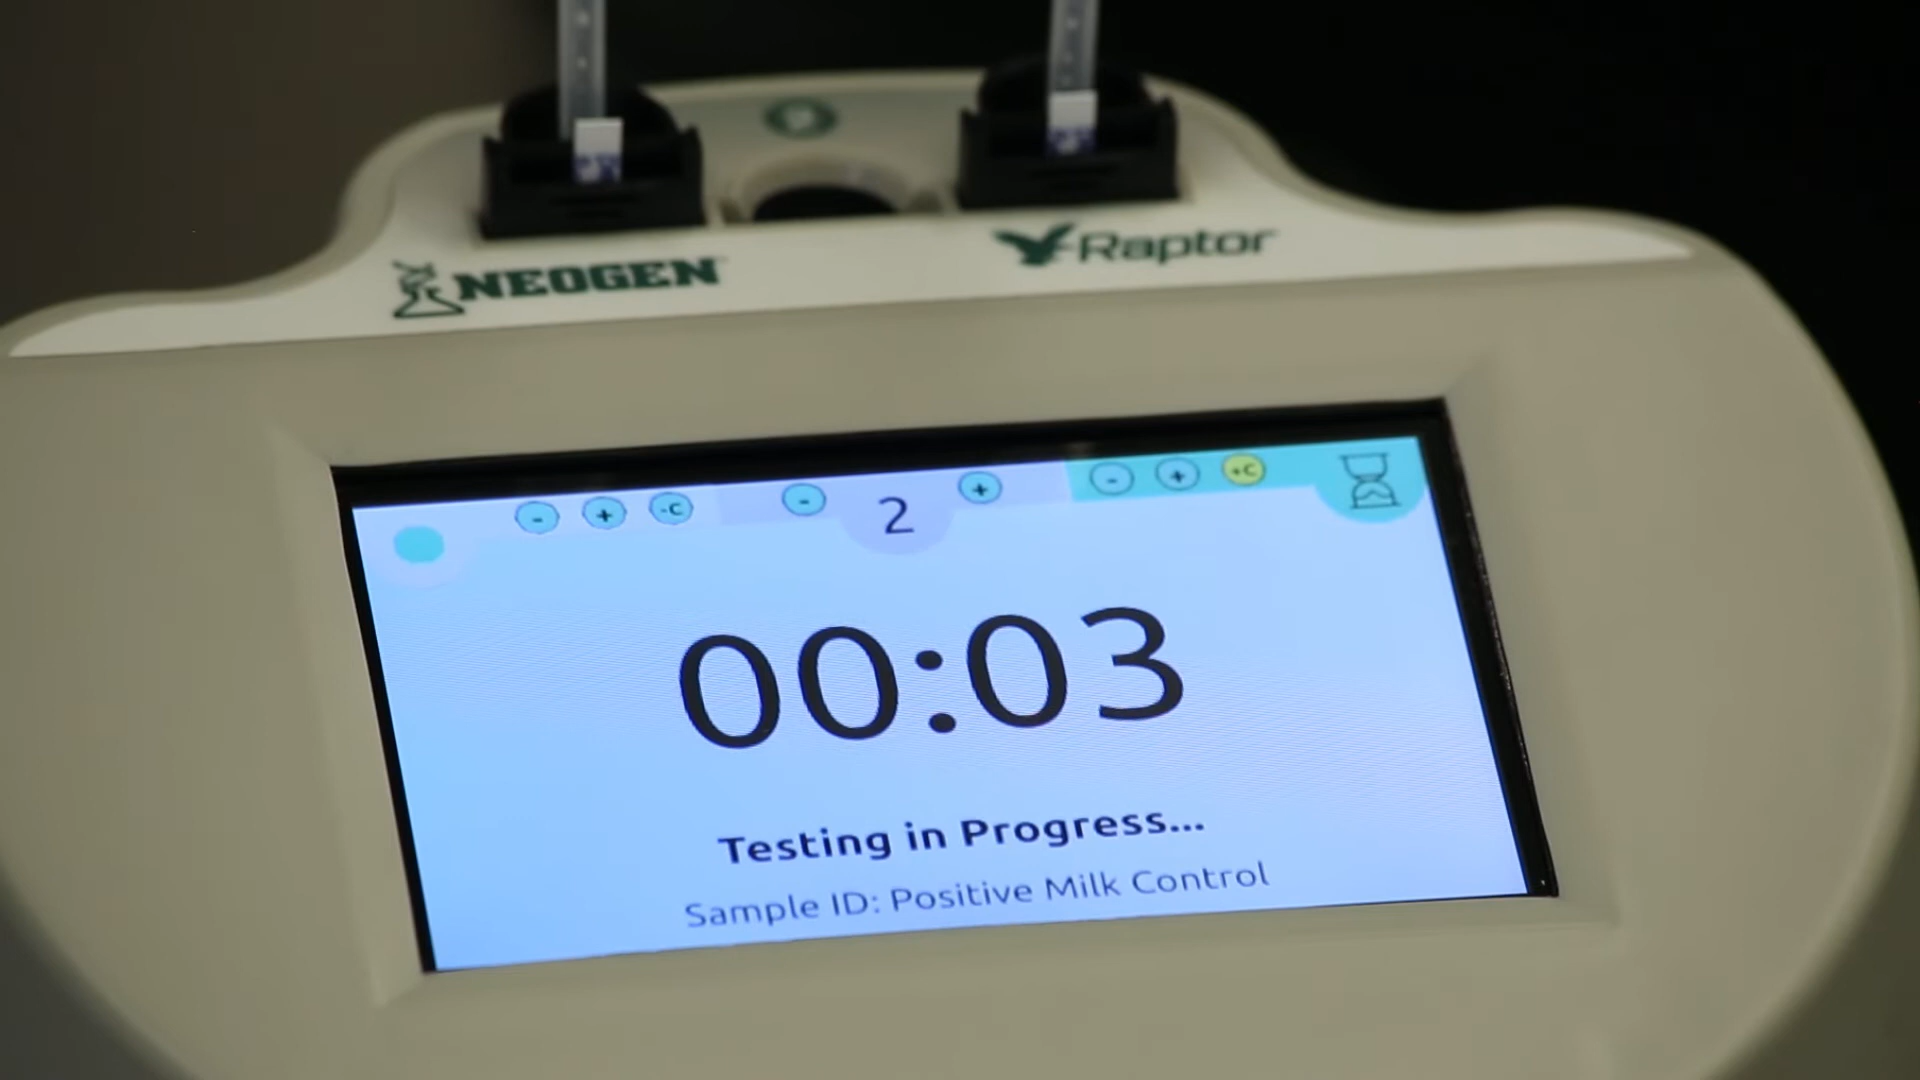 NEOGEN
Raptor
- + -C - 2 + - + +C
00:03
Testing in Progress...
Sample ID: Positive Milk Control